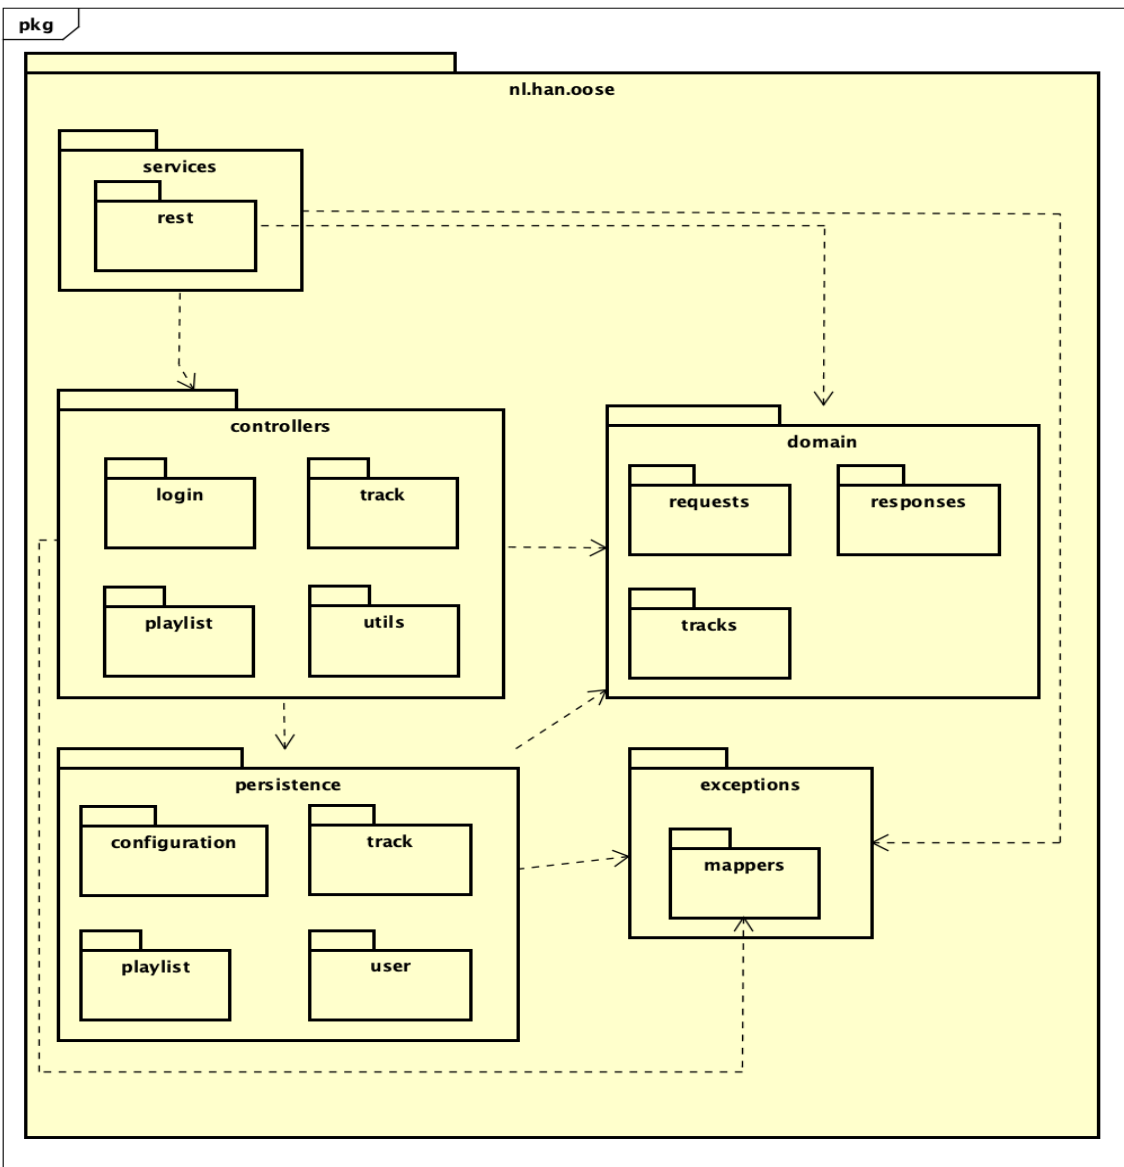 pkg
nl.han.oose
services
rest
controllers
login
track
playlist
utils
domain
requests
responses
tracks
persistence
configuration
track
playlist
user
exceptions
mappers